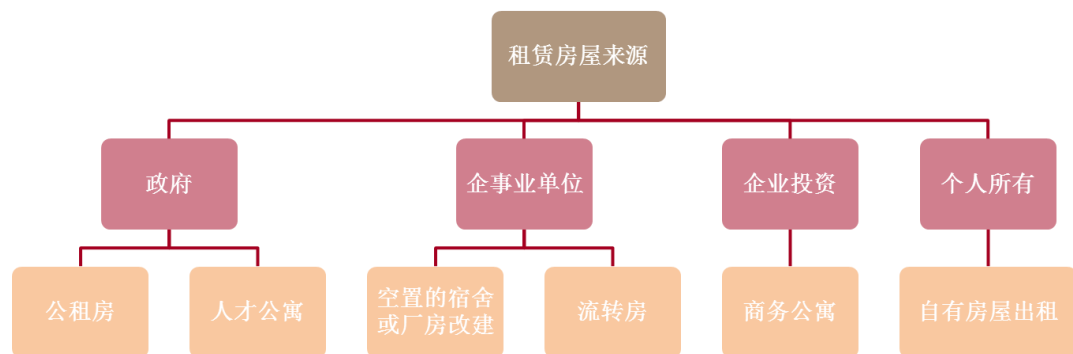 租赁房屋来源
政府
企事业单位
企业投资
个人所有
公租房
人才公寓
空置的宿舍
或厂房改建
流转房
商务公寓
自有房屋出租